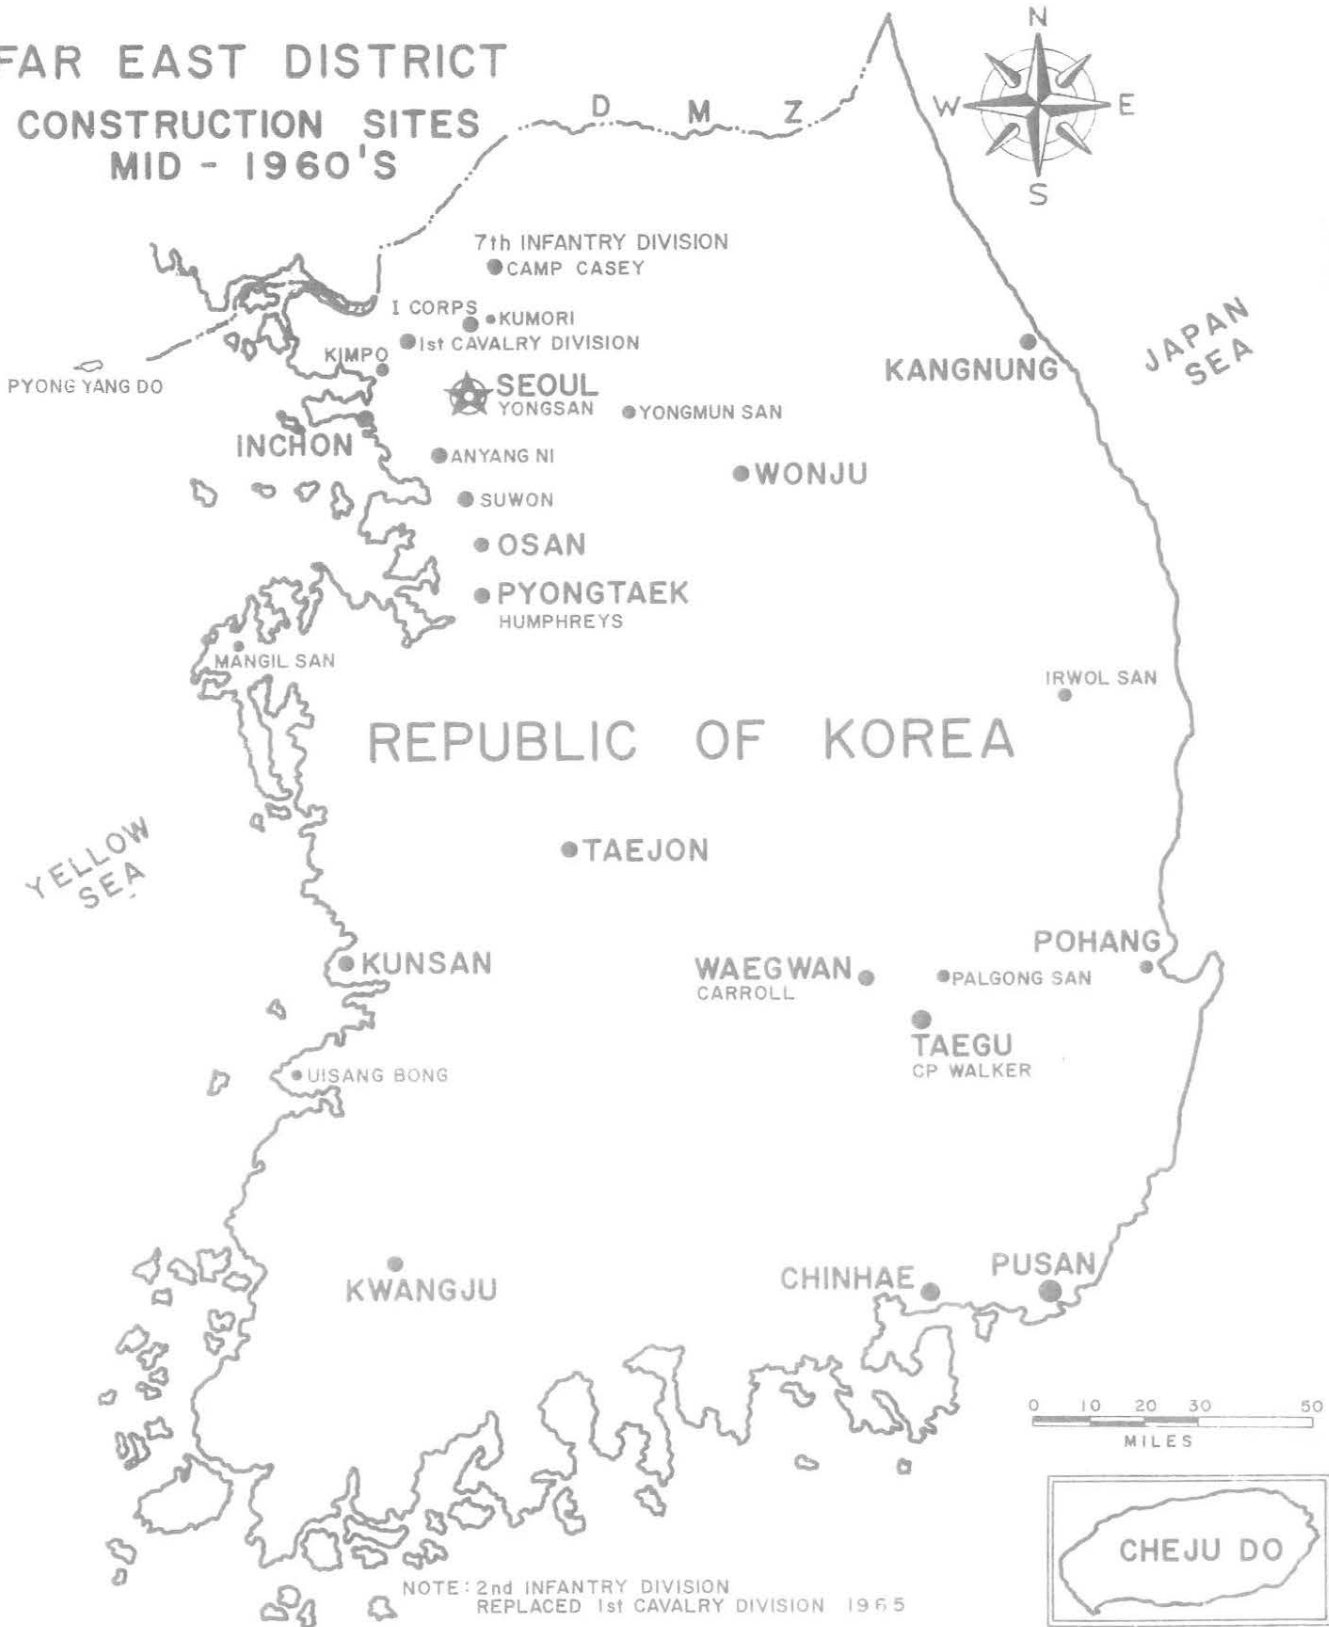 FAR EAST DISTRICT
CONSTRUCTION SITES
MID - 1960'S
N
W E
S
D M Z
7th INFANTRY DIVISION
CAMP CASEY
I CORPS
KUMORI
1st CAVALRY DIVISION
KIMPO
PYONG YANG DO
SEOUL
YONGSAN
YONGMUN SAN
KANGNUNG
JAPAN
SEA
INCHON
ANYANG NI
WONJU
SUWON
OSAN
PYONGTAEK
HUMPHREYS
MANGIL SAN
IRWOL SAN
REPUBLIC OF KOREA
YELLOW
SEA
TAEJON
KUNSAN
WAEGWAN
CARROLL
PALGONG SAN
POHANG
TAEGU
CP WALKER
UISANG BONG
KWANGJU
CHINHAE
PUSAN
0 10 20 30 50
MILES
CHEJU DO
NOTE: 2nd INFANTRY DIVISION
REPLACED 1st CAVALRY DIVISION 1965